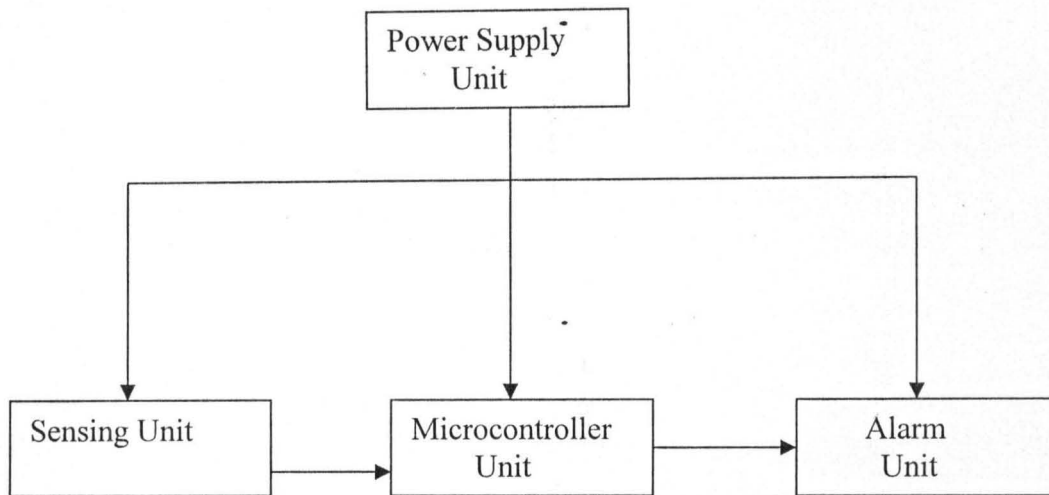 Power Supply
Unit
Sensing Unit
Microcontroller
Unit
Alarm
Unit